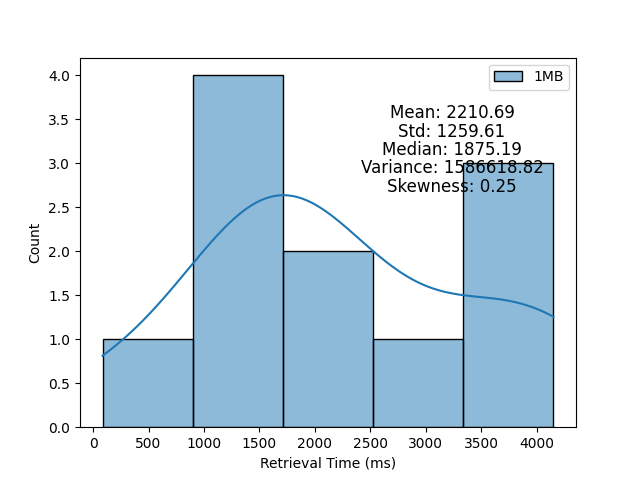 1MB
Mean: 2210.69
Std: 1259.61
Median: 1875.19
Variance: 1586618.82
Skewness: 0.25
4.0
3.5
3.0
2.5
2.0
1.5
1.0
0.5
0.0
Count
0 500 1000 1500 2000 2500 3000 3500 4000
Retrieval Time (ms)